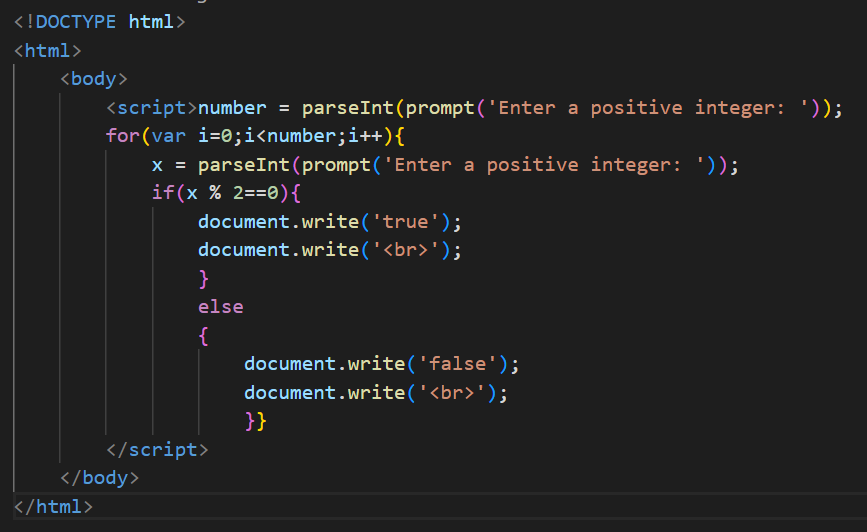 <!DOCTYPE html>
<html>
    <body>
        <script>number = parseInt(prompt('Enter a positive integer: '));
        for(var i=0;i<number;i++){
            x = parseInt(prompt('Enter a positive integer: '));
            if(x % 2==0){
                document.write('true');
                document.write('<br>');
                }
                else
                {
                    document.write('false');
                    document.write('<br>');
                    }}
        </script>
    </body>
</html>